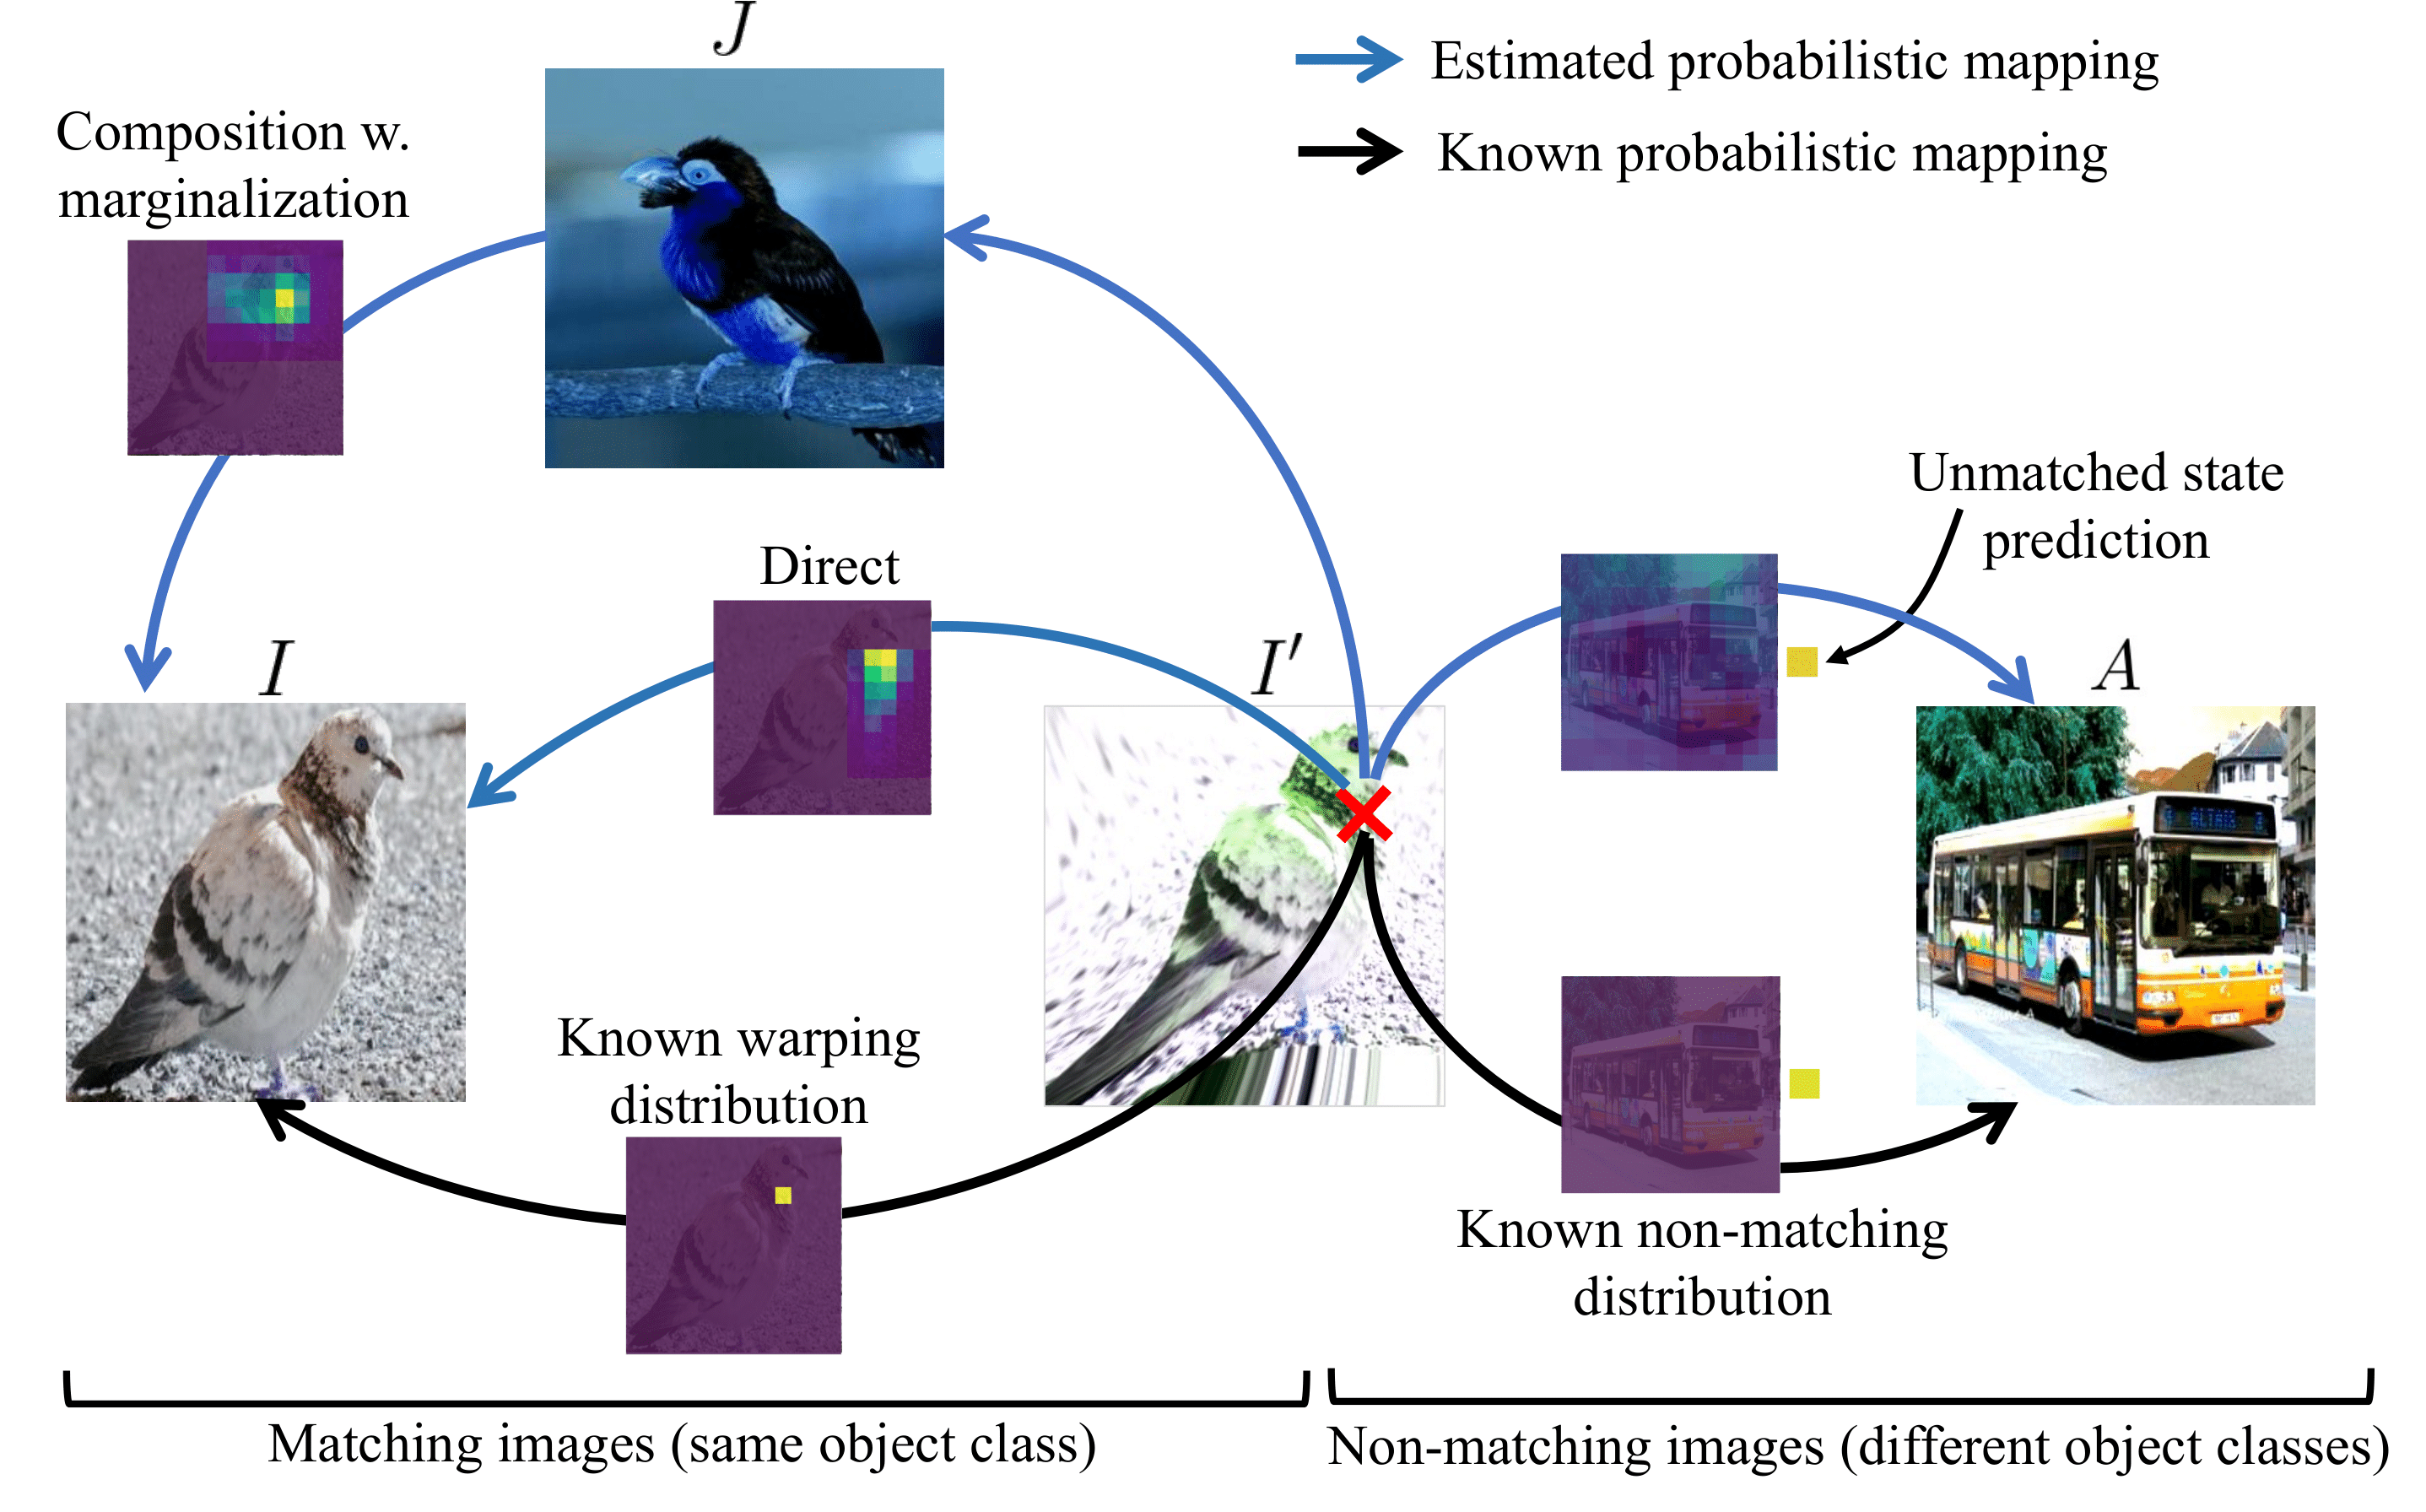 J
Estimated probabilistic mapping
Known probabilistic mapping
Composition w.
marginalization
Unmatched state
prediction
Direct
I
I′
A
ALTAIS
Known warping
distribution
Known non-matching
distribution
Matching images (same object class)
Non-matching images (different object classes)